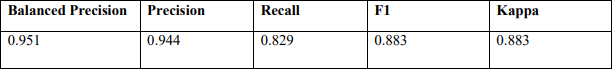 Balanced Precision Precision Recall F1 Kappa
0.951 0.944 0.829 0.883 0.883